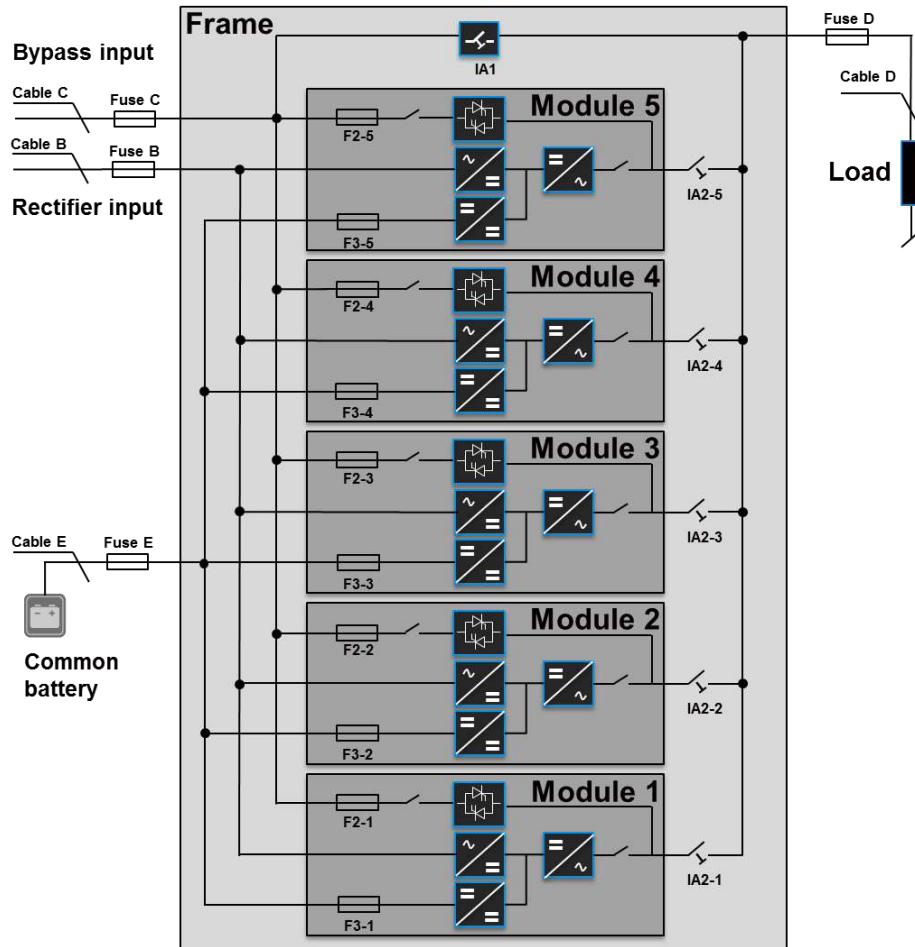 Frame
Fuse D
Bypass input
IA1
Cable C
Fuse C
Cable D
Module 5
F2-5
Cable B
Fuse B
Load
IA2-5
Rectifier input
F3-5
Module 4
F2-4
IA2-4
F3-4
Module 3
F2-3
IA2-3
Cable E
Fuse E
F3-3
Module 2
F2-2
Common
battery
IA2-2
F3-2
Module 1
F2-1
IA2-1
F3-1